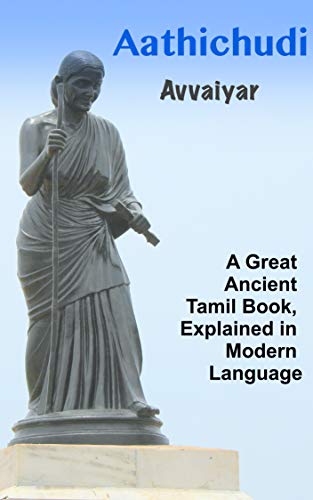 Aathichudi
Avvaiyar
A Great
Ancient
Tamil Book,
Explained in
Modern
Language